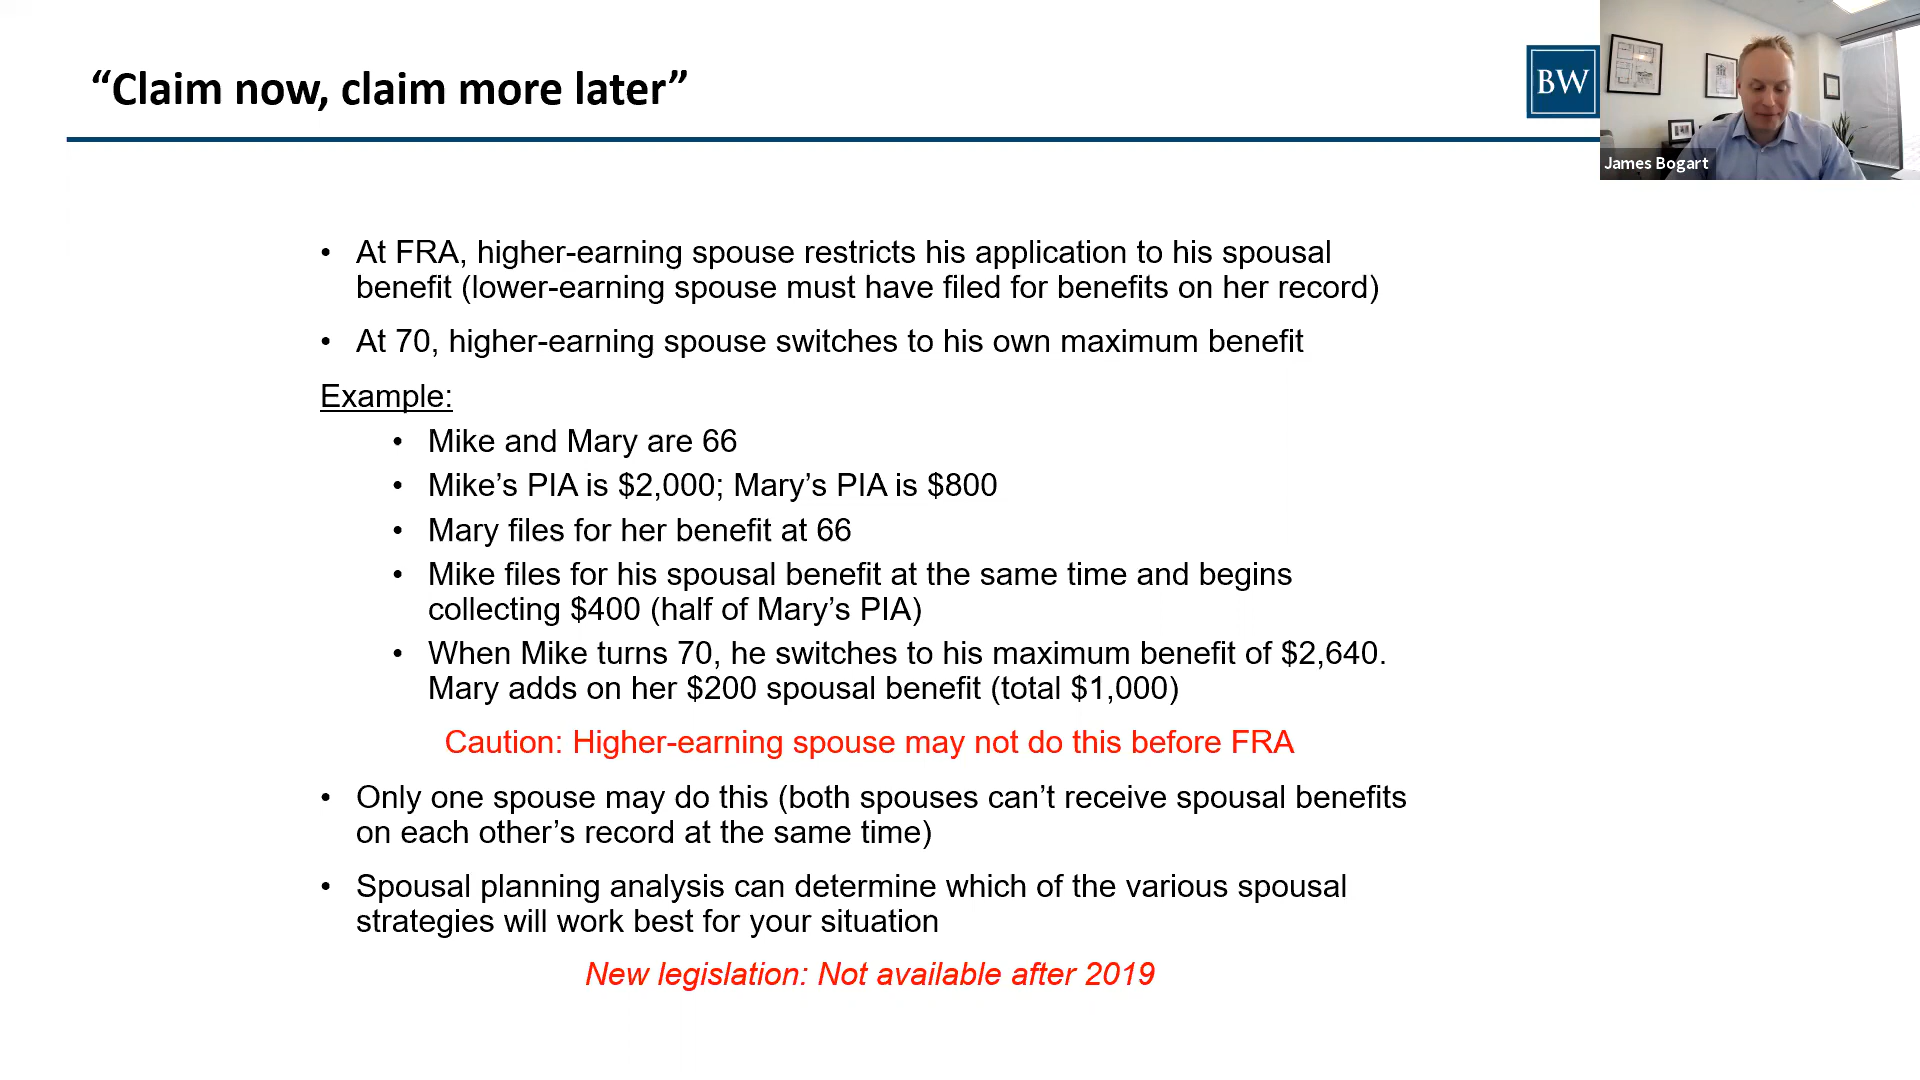 “Claim now, claim more later”
BW
James Bogart
• At FRA, higher-earning spouse restricts his application to his spousal
benefit (lower-earning spouse must have filed for benefits on her record)
• At 70, higher-earning spouse switches to his own maximum benefit
Example:
• Mike and Mary are 66
• Mike’s PIA is $2,000; Mary’s PIA is $800
• Mary files for her benefit at 66
• Mike files for his spousal benefit at the same time and begins
collecting $400 (half of Mary’s PIA)
• When Mike turns 70, he switches to his maximum benefit of $2,640.
Mary adds on her $200 spousal benefit (total $1,000)
Caution: Higher-earning spouse may not do this before FRA
• Only one spouse may do this (both spouses can’t receive spousal benefits
on each other’s record at the same time)
• Spousal planning analysis can determine which of the various spousal
strategies will work best for your situation
New legislation: Not available after 2019